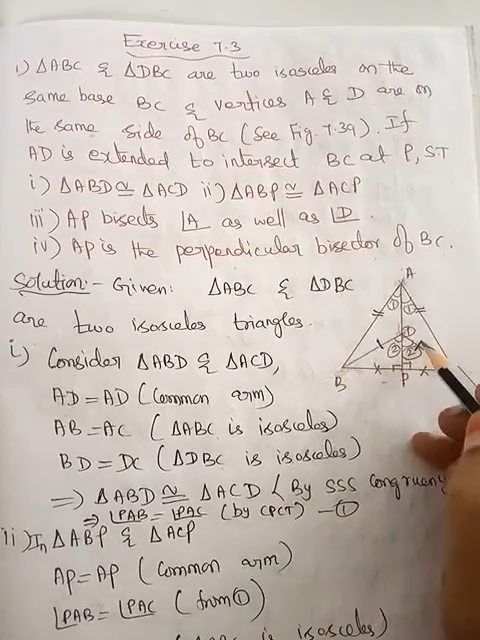 Exercise 7.3
1) ΔABC & ΔDBC are two isosceles on the
same base BC & vertices A & D are on
the same side of BC (See Fig. 7.39). If
AD is extended to intersect BC at P, ST
i) ΔABD ≅ ΔACD ii) ΔABP ≅ ΔACP
iii) AP bisects ∠A as well as ∠D.
iv) AP is the perpendicular bisector of BC.
Solution:- Given: ΔABC & ΔDBC
are two isosceles triangles.
A
① ①
①
② ②
B
P
i) Consider ΔABD & ΔACD,
AD = AD (Common arm)
AB = AC (ΔABC is isosceles)
BD = DC (ΔDBC is isosceles)
⇒ ΔABD ≅ ΔACD (By SSS congruency
⇒ ∠PAB = ∠PAC (by CPCT) - ①
ii) In ΔABP & ΔACP
AP = AP (Common arm)
∠PAB = ∠PAC (from ①)
is isosceles)